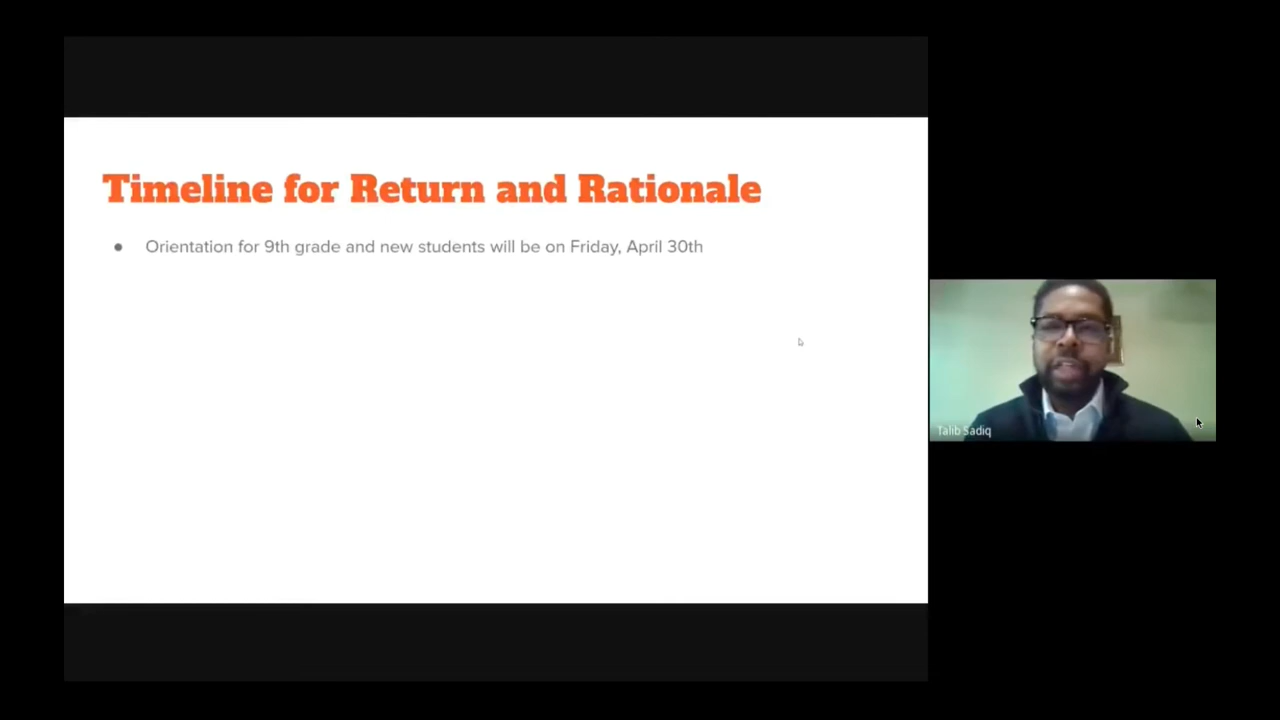 Timeline for Return and Rationale
● Orientation for 9th grade and new students will be on Friday, April 30th
Talib Sadiq